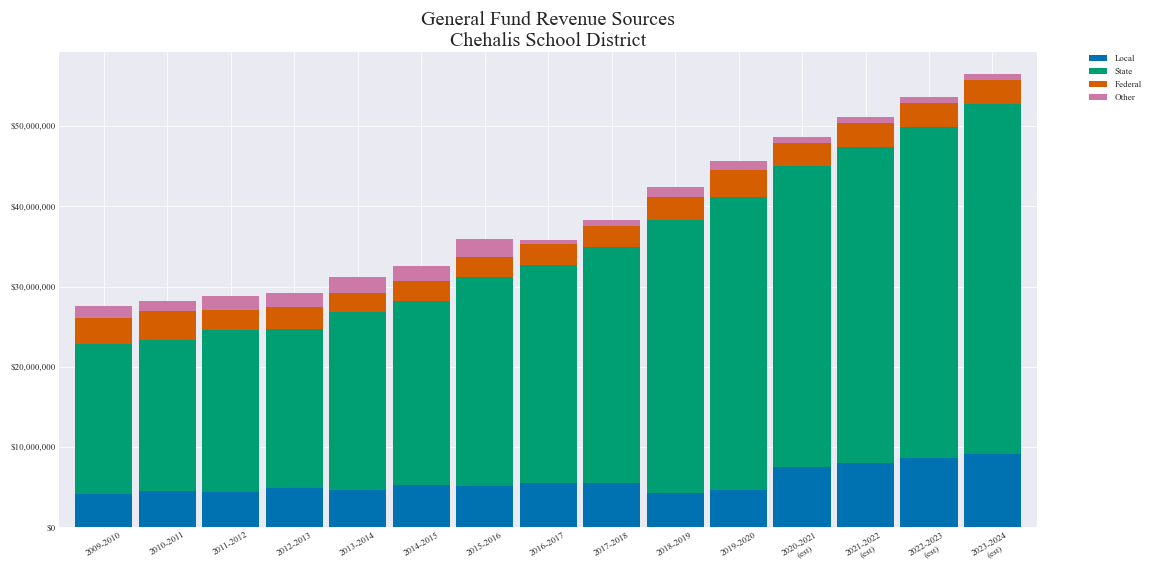 General Fund Revenue Sources
Chehalis School District
Local
State
Federal
Other
$50,000,000
$40,000,000
$30,000,000
$20,000,000
$10,000,000
$0
2009-2010
2010-2011
2011-2012
2012-2013
2013-2014
2014-2015
2015-2016
2016-2017
2017-2018
2018-2019
2019-2020
2020-2021
(est)
2021-2022
(est)
2022-2023
(est)
2023-2024
(est)